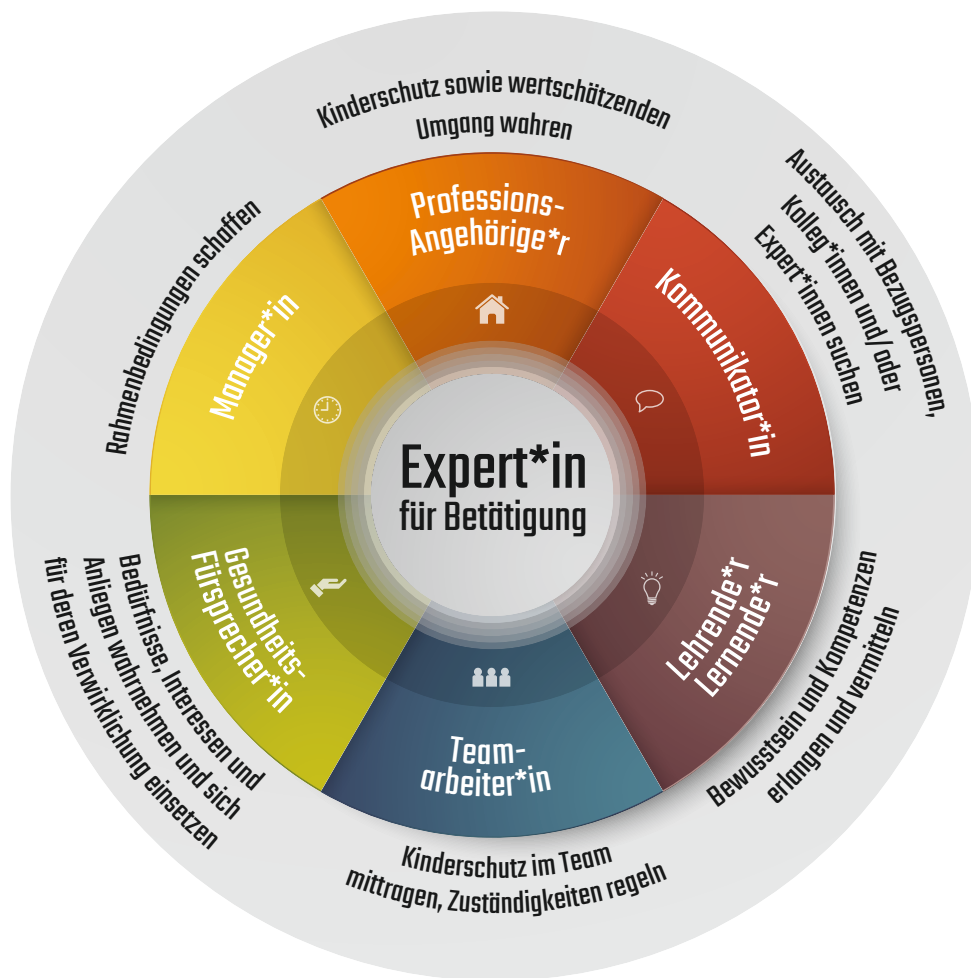 Expert*in
für Betätigung
Kinderschutz sowie wertschätzenden
Umgang wahren
Professions-
Angehörige*r
Austausch mit Bezugspersonen,
Kolleg*innen und/oder
Expert*innen suchen
Kommunikator*in
Bewusstsein und Kompetenzen
erlangen und vermitteln
Lehrende*r
Lernende*r
Kinderschutz im Team
mittragen, Zuständigkeiten regeln
Team-
arbeiter*in
Bedürfnisse, Interessen und
Anliegen wahrnehmen und sich
für deren Verwirklichung einsetzen
Gesundheits-
Fürsprecher*in
Rahmenbedingungen schaffen
Manager*in